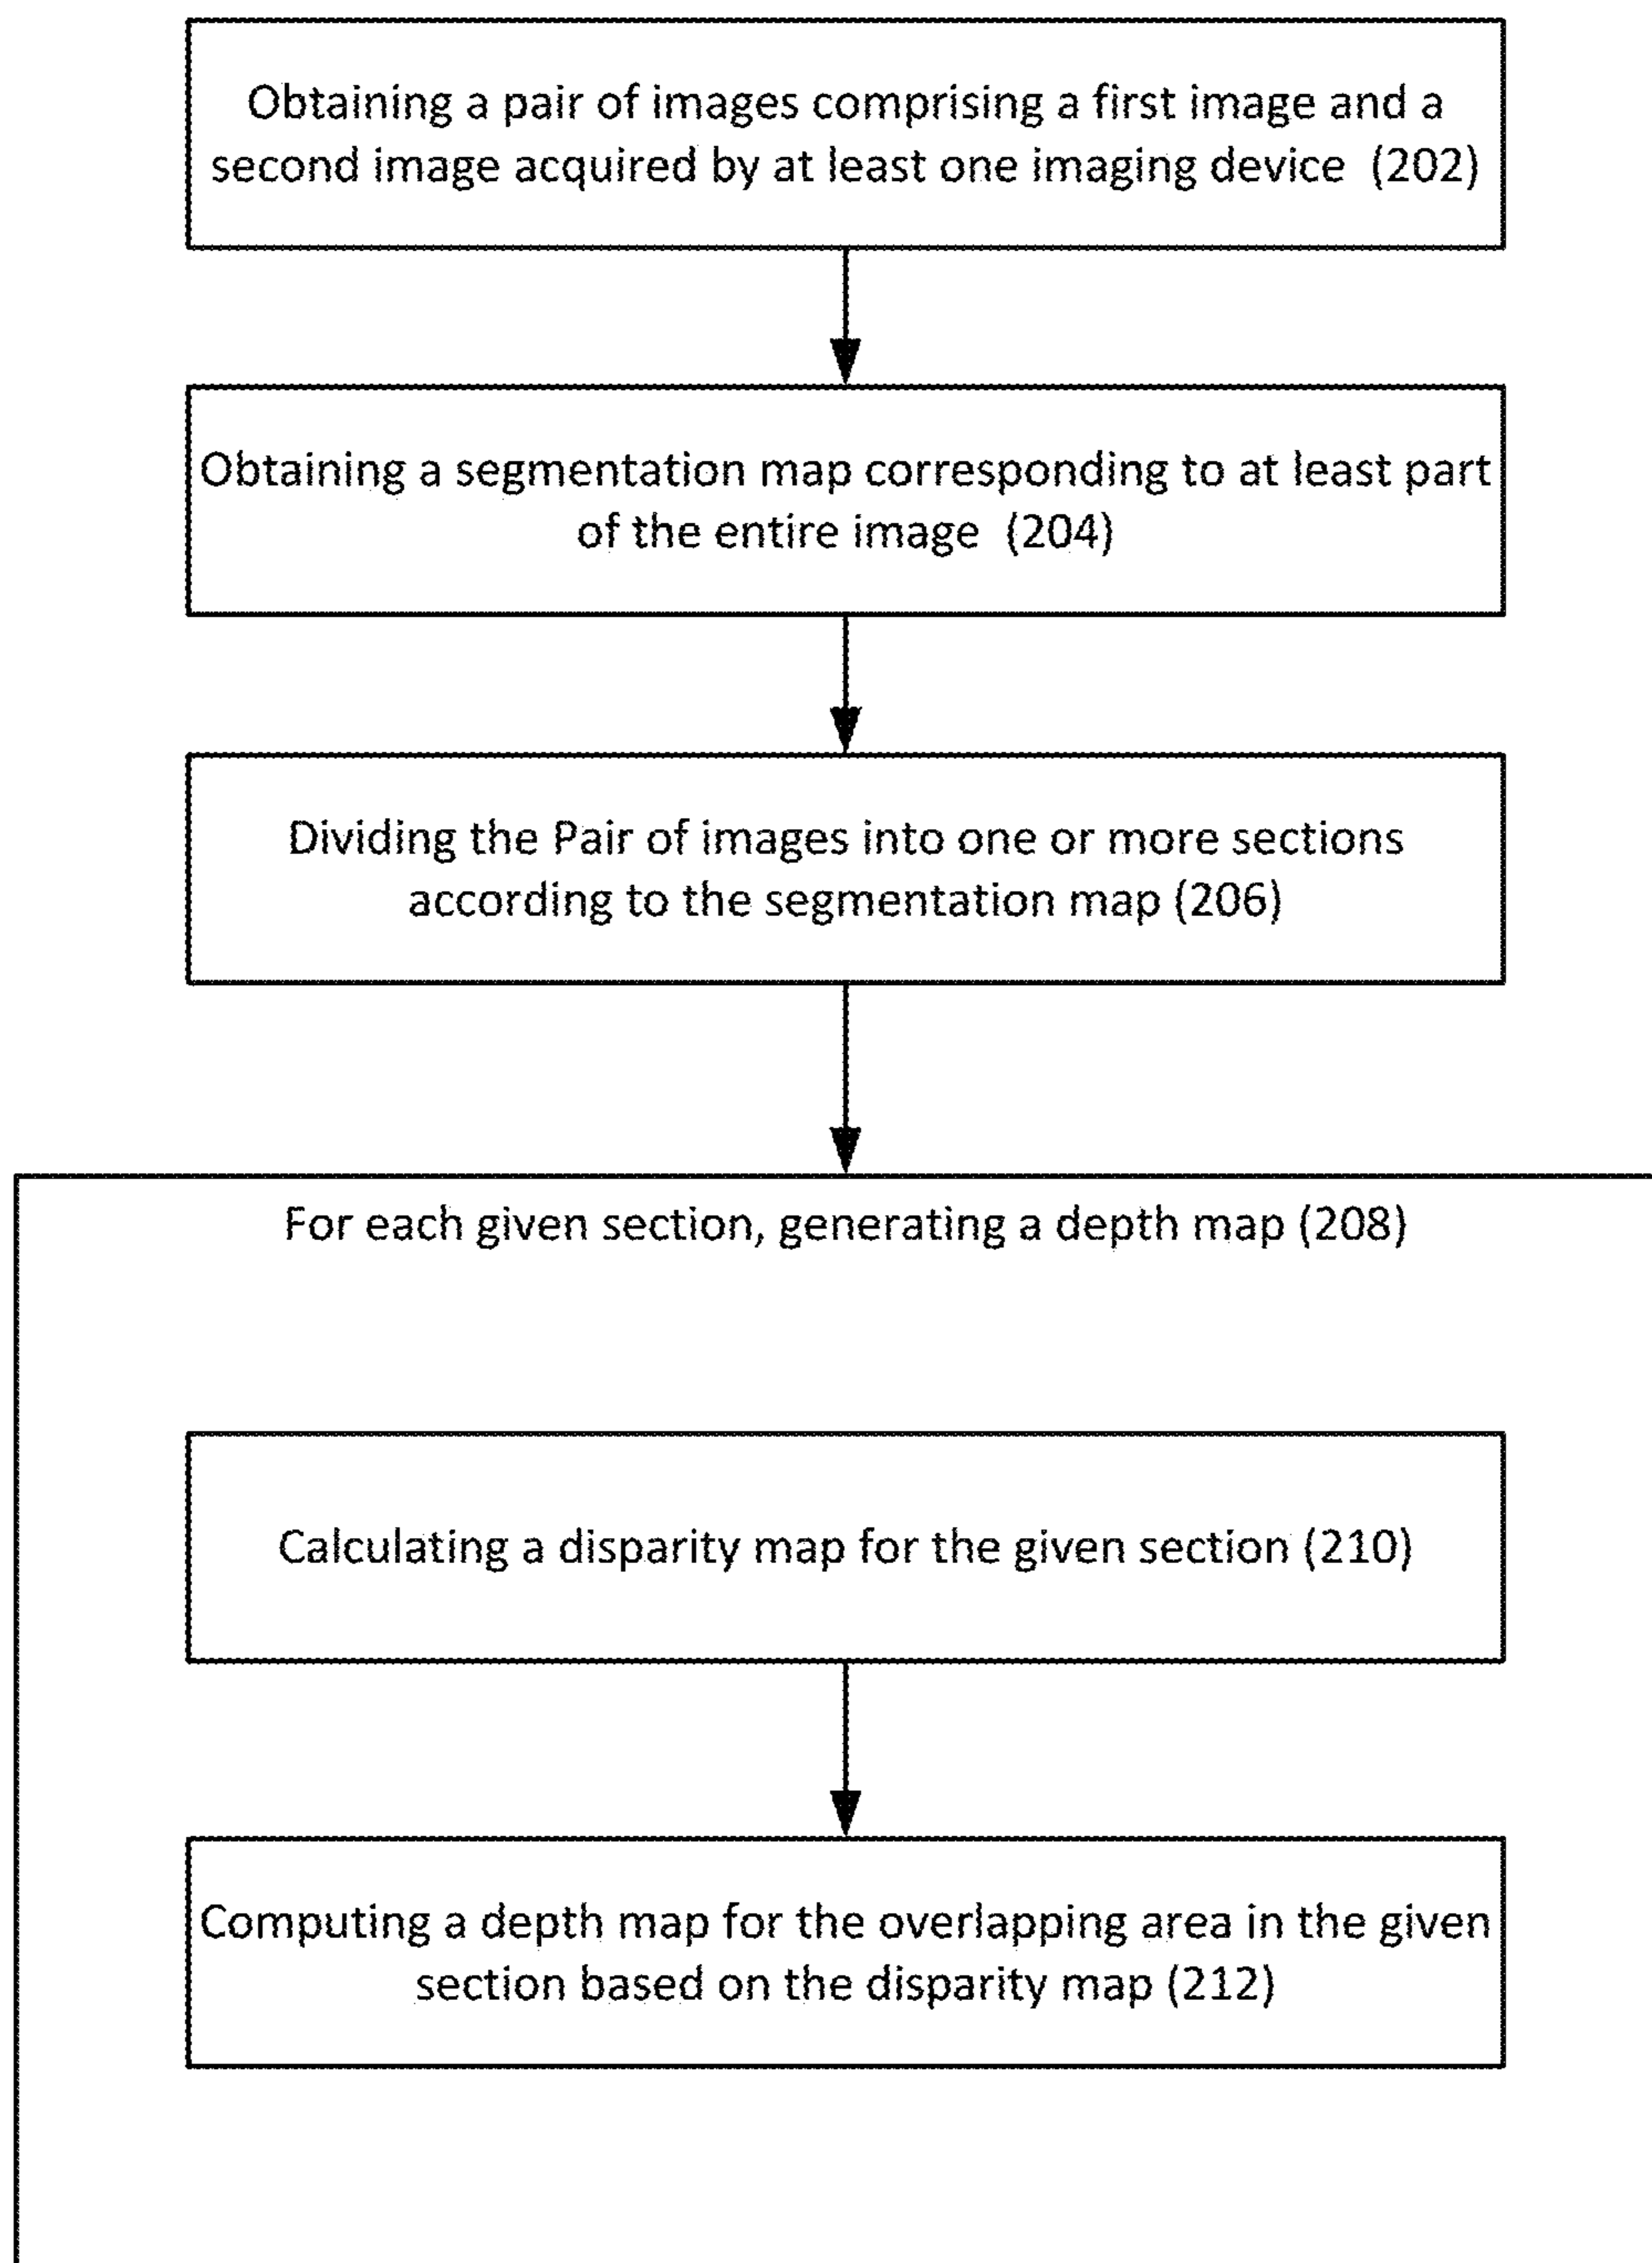 Obtaining a pair of images comprising a first image and a
second image acquired by at least one imaging device (202)
Obtaining a segmentation map corresponding to at least part
of the entire image (204)
Dividing the Pair of images into one or more sections
according to the segmentation map (206)
For each given section, generating a depth map (208)
Calculating a disparity map for the given section (210)
Computing a depth map for the overlapping area in the given
section based on the disparity map (212)